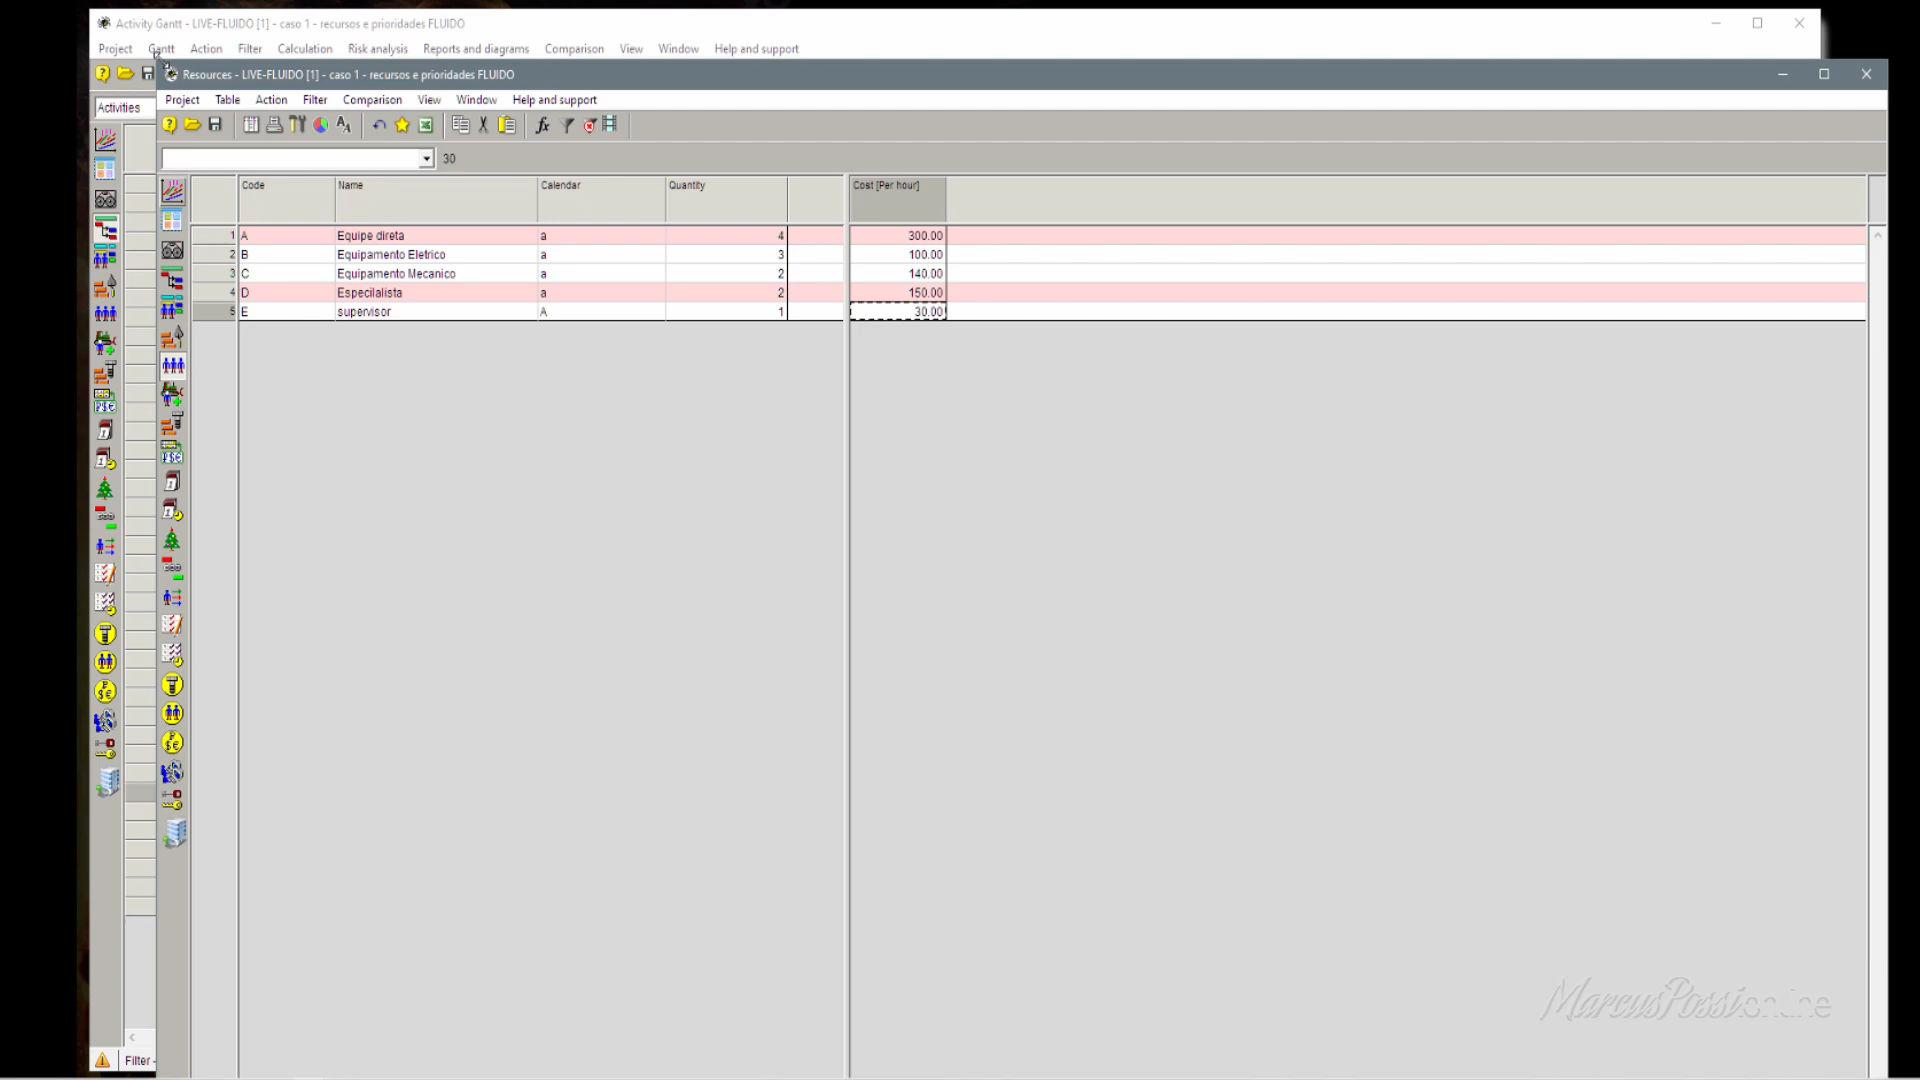 Activity Gantt - LIVE-FLUIDO [1] - caso 1 - recursos e prioridades FLUIDO
Project Gantt Action Filter Calculation Risk analysis Reports and diagrams Comparison View Window Help and support
Resources - LIVE-FLUIDO [1] - caso 1 - recursos e prioridades FLUIDO
Project Table Action Filter Comparison View Window Help and support
Activities
30
Code Name Calendar Quantity Cost [Per hour]
1 A Equipe direta a 4 300.00
2 B Equipamento Eletrico a 3 100.00
3 C Equipamento Mecanico a 2 140.00
4 D Especilalista a 2 150.00
5 E supervisor A 1 30.00
MarcusPossionline
Filter -